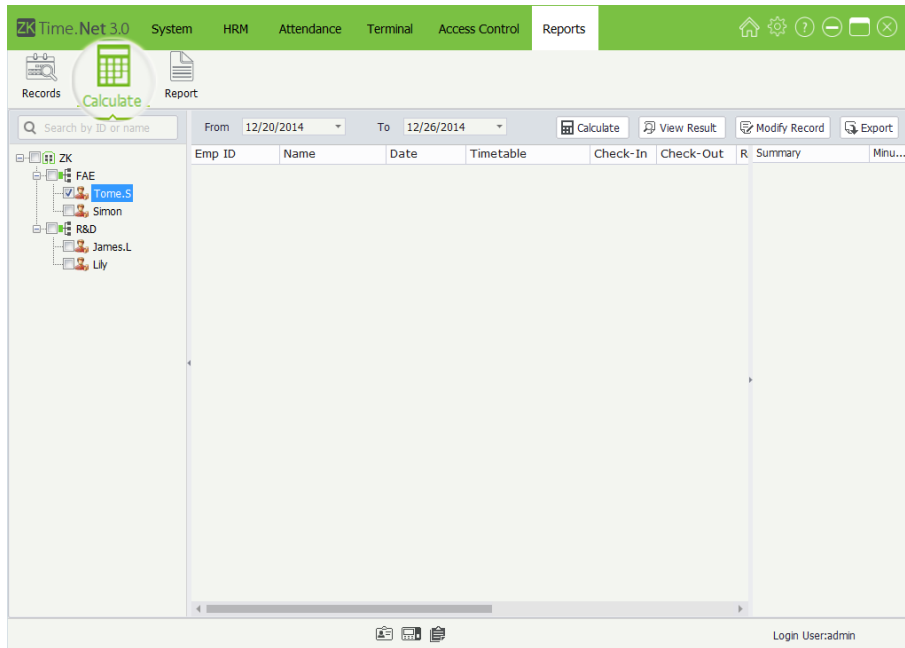 ZK Time.Net 3.0 System HRM Attendance Terminal Access Control Reports
Records Calculate Report
Search by ID or name
From 12/20/2014 To 12/26/2014 Calculate View Result Modify Record Export
Emp ID Name Date Timetable Check-In Check-Out R Summary Minu...
ZK
FAE
Tome.S
Simon
R&D
James.L
Lily
Login User:admin